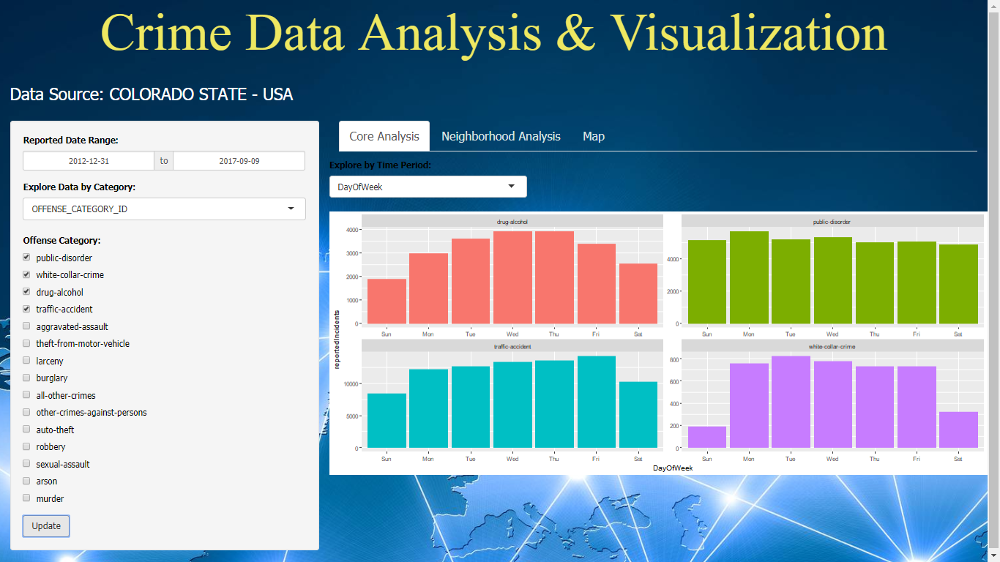 Crime Data Analysis & Visualization
Data Source: COLORADO STATE - USA
Reported Date Range:
2012-12-31 to 2017-09-09
Explore Data by Category:
OFFENSE_CATEGORY_ID
Offense Category:
public-disorder
white-collar-crime
drug-alcohol
traffic-accident
aggravated-assault
theft-from-motor-vehicle
larceny
burglary
all-other-crimes
other-crimes-against-persons
auto-theft
robbery
sexual-assault
arson
murder
Update
Core Analysis Neighborhood Analysis Map
Explore by Time Period:
DayOfWeek
reportedIncidents
drug-alcohol
4000
3000
2000
1000
0
Sun Mon Tue Wed Thu Fri Sat
public-disorder
4000
2000
0
Sun Mon Tue Wed Thu Fri Sat
traffic-accident
10000
5000
0
Sun Mon Tue Wed Thu Fri Sat
white-collar-crime
800
600
400
200
0
Sun Mon Tue Wed Thu Fri Sat
DayOfWeek